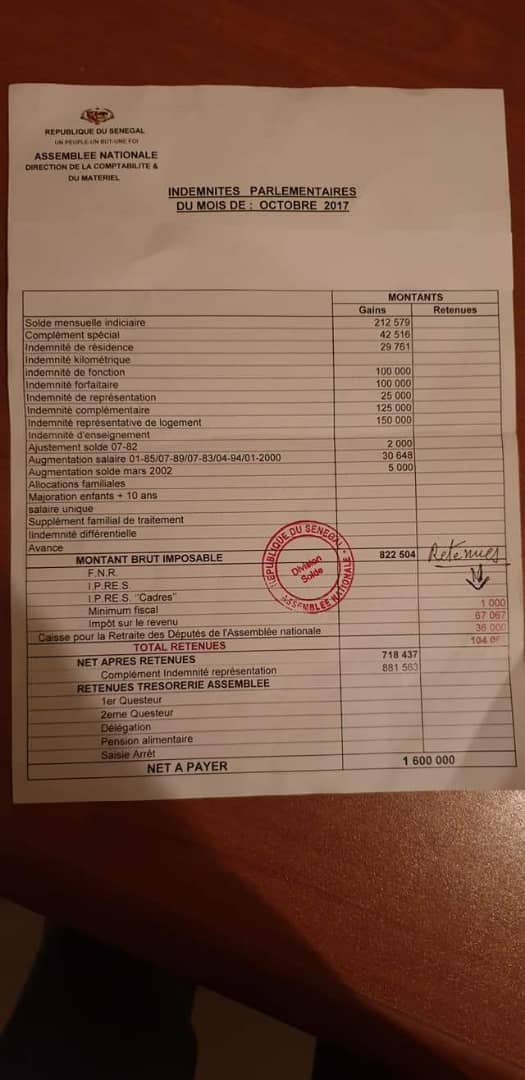 REPUBLIQUE DU SENEGAL
UN PEUPLE-UN BUT-UNE FOI
ASSEMBLEE NATIONALE
DIRECTION DE LA COMPTABILITE &
DU MATERIEL
INDEMNITES PARLEMENTAIRES
DU MOIS DE : OCTOBRE 2017
MONTANTS
Gains Retenues
Solde mensuelle indiciaire 212 579
Complément spécial 42 516
Indemnité de résidence 29 761
Indemnité kilométrique
indemnité de fonction 100 000
Indemnité forfaitaire 100 000
Indemnité de représentation 25 000
Indemnité complémentaire 125 000
Indemnité représentative de logement 150 000
Indemnité d'enseignement
Ajustement solde 07-82 2 000
Augmentation salaire 01-85/07-89/07-83/04-94/01-2000 30 648
Augmentation solde mars 2002 5 000
Allocations familiales
Majoration enfants + 10 ans
salaire unique
Supplément familial de traitement
Iindemnité différentielle
Avance
MONTANT BRUT IMPOSABLE 822 504 Retenues
F.N.R.
I.P.RE.S.
I.P.RE.S. "Cadres"
Minimum fiscal 1 000
Impôt sur le revenu 67 067
Caisse pour la Retraite des Députés de l'Assemblée nationale 36 000
TOTAL RETENUES
NET APRES RETENUES 718 437
Complément Indemnité représentation 881 563
RETENUES TRESORERIE ASSEMBLEE
1er Questeur
2eme Questeur
Délégation
Pension alimentaire
Saisie Arrêt
NET A PAYER 1 600 000
REPUBLIQUE DU SENEGAL
Division
Solde
ASSEMBLEE NATIONALE